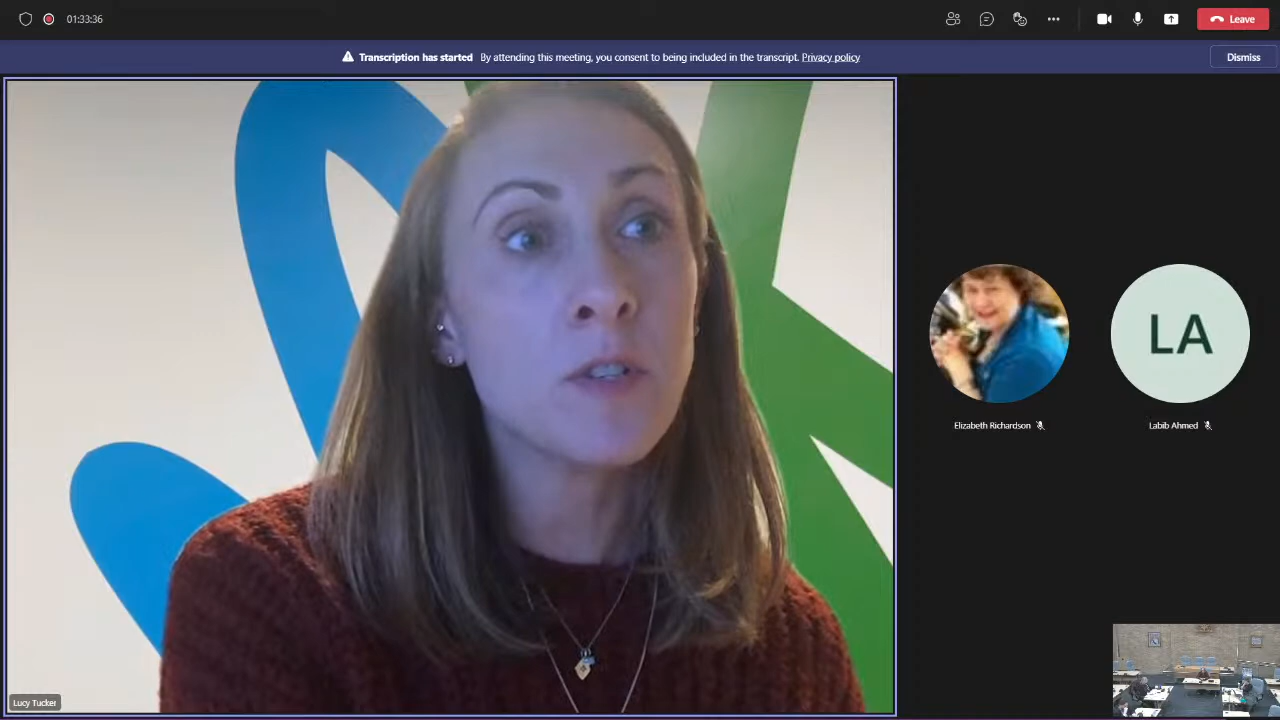 01:33:36
Leave
Transcription has started By attending this meeting, you consent to being included in the transcript. Privacy policy
Dismiss
LA
Elizabeth Richardson
Labib Ahmed
Lucy Tucker